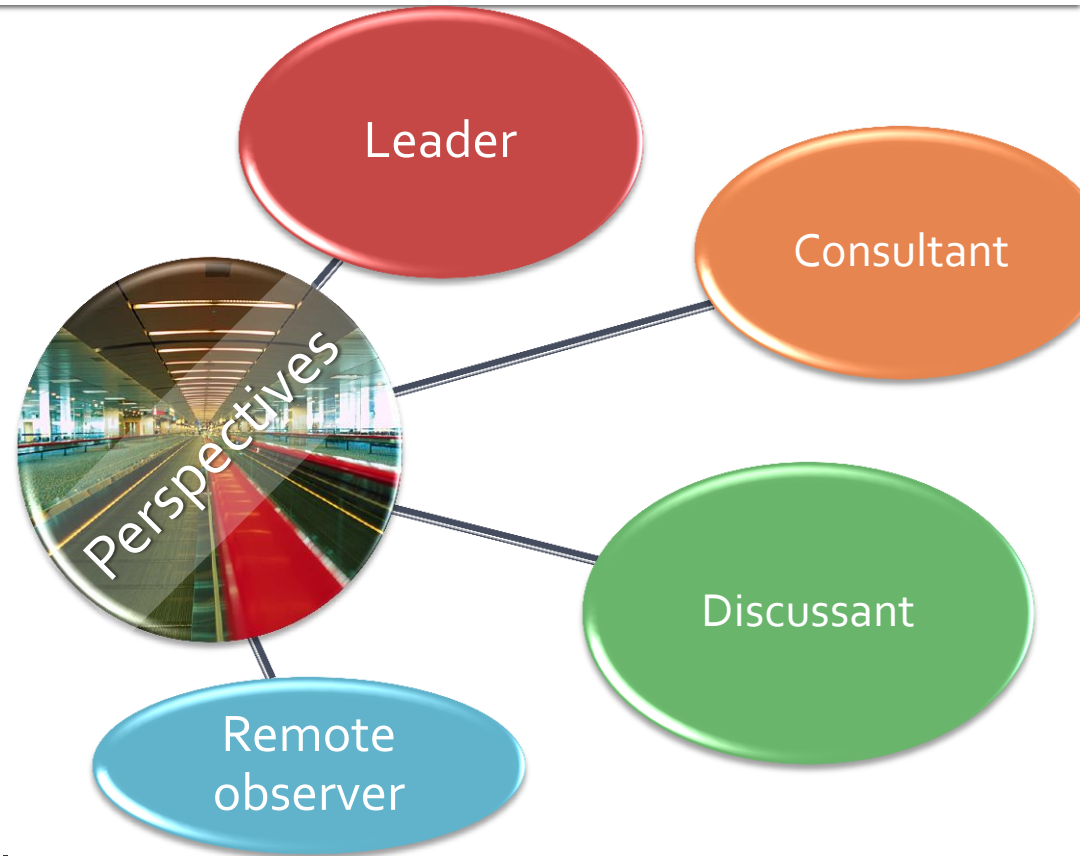 Leader
Consultant
Perspectives
Discussant
Remote
observer